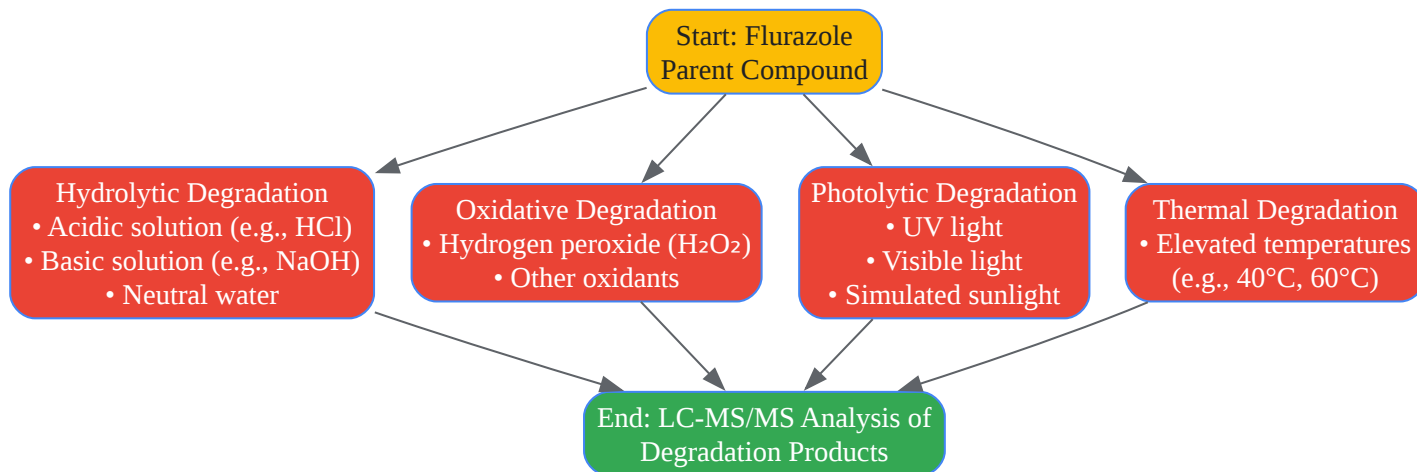 Start: Flurazole
Parent Compound
Hydrolytic Degradation
• Acidic solution (e.g., HCl)
• Basic solution (e.g., NaOH)
• Neutral water
Oxidative Degradation
• Hydrogen peroxide (H₂O₂)
• Other oxidants
Photolytic Degradation
• UV light
• Visible light
• Simulated sunlight
Thermal Degradation
• Elevated temperatures
(e.g., 40°C, 60°C)
End: LC-MS/MS Analysis of
Degradation Products